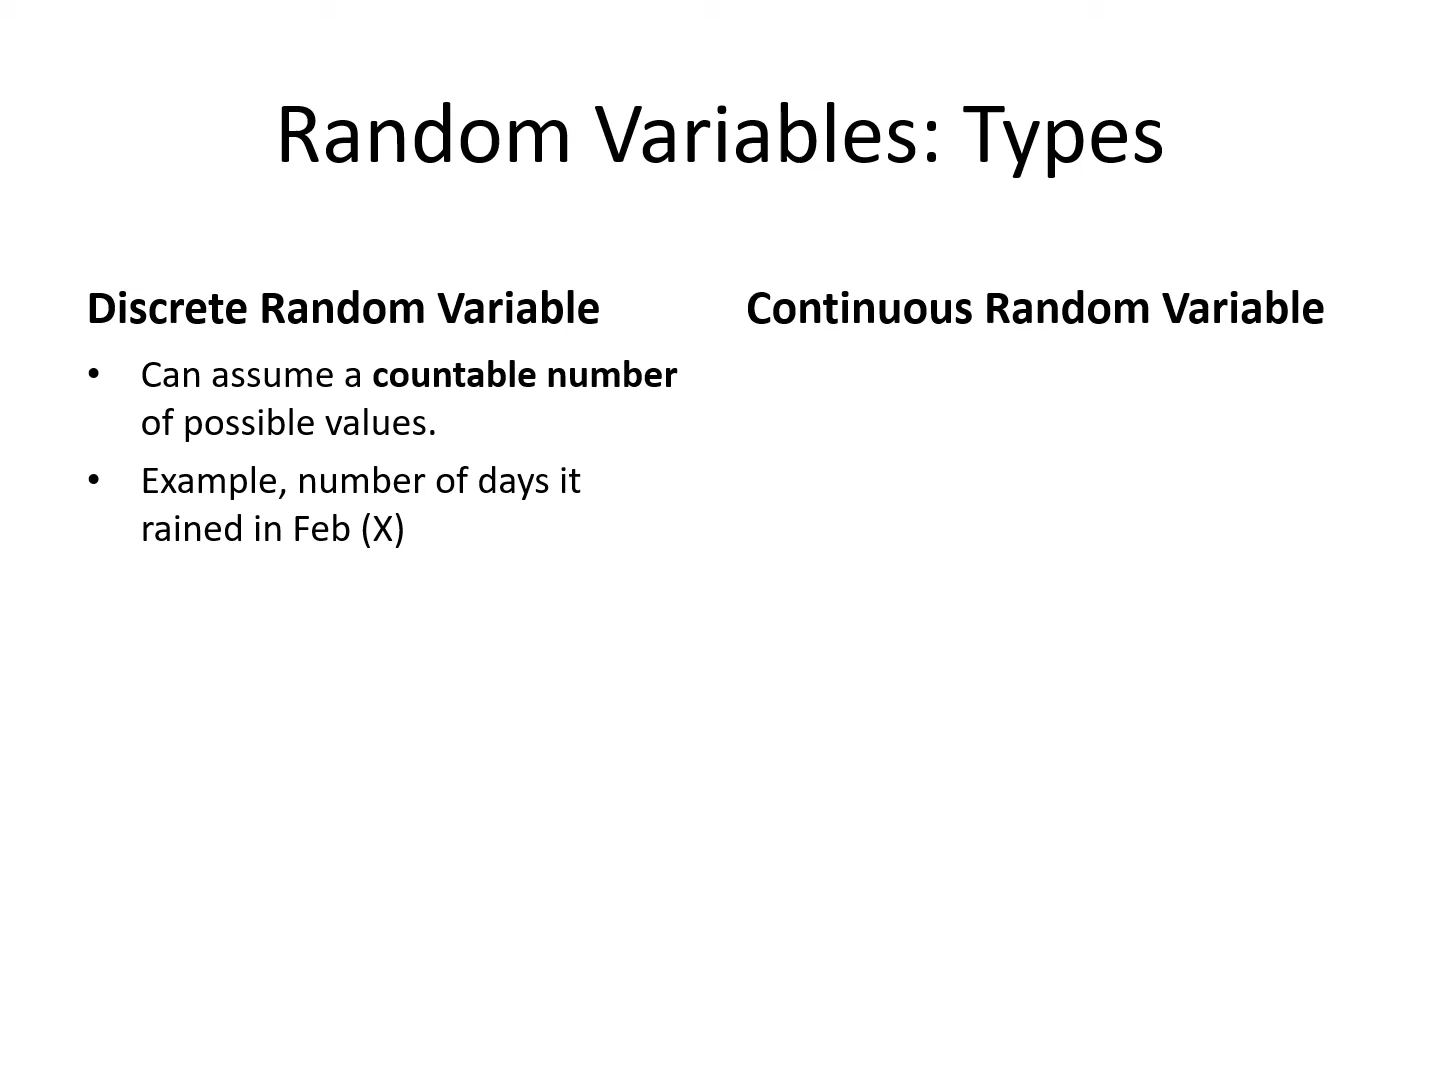 Random Variables: Types
Discrete Random Variable
• Can assume a countable number
of possible values.
• Example, number of days it
rained in Feb (X)
Continuous Random Variable